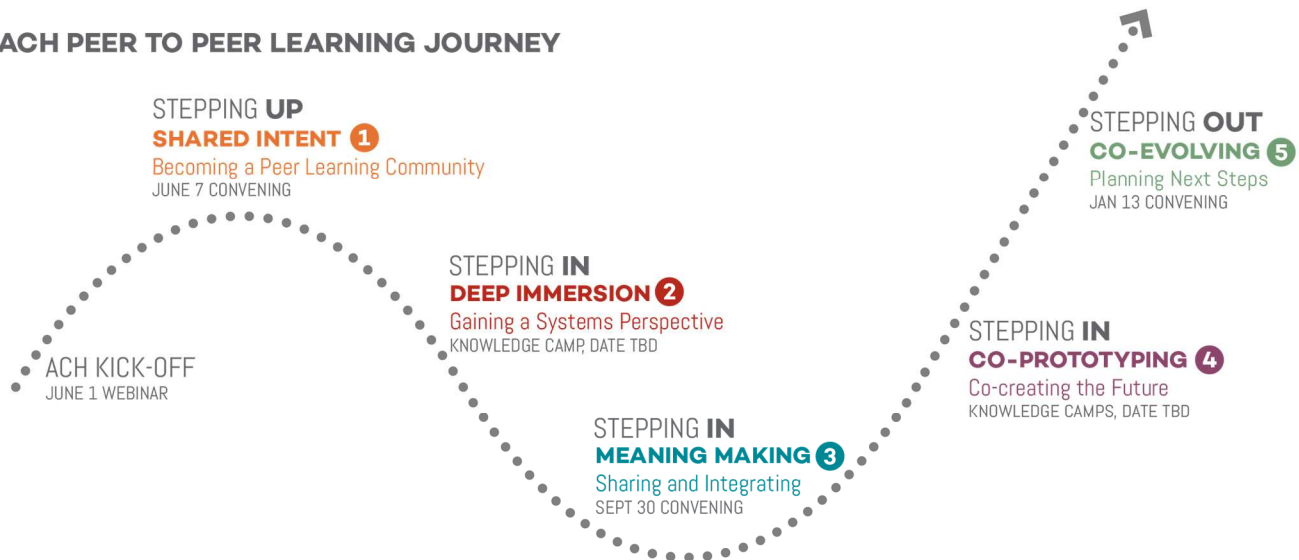 ACH PEER TO PEER LEARNING JOURNEY
STEPPING UP
SHARED INTENT 1
Becoming a Peer Learning Community
JUNE 7 CONVENING
ACH KICK-OFF
JUNE 1 WEBINAR
STEPPING IN
DEEP IMMERSION 2
Gaining a Systems Perspective
KNOWLEDGE CAMP, DATE TBD
STEPPING IN
MEANING MAKING 3
Sharing and Integrating
SEPT 30 CONVENING
STEPPING IN
CO-PROTOTYPING 4
Co-creating the Future
KNOWLEDGE CAMPS, DATE TBD
STEPPING OUT
CO-EVOLVING 5
Planning Next Steps
JAN 13 CONVENING